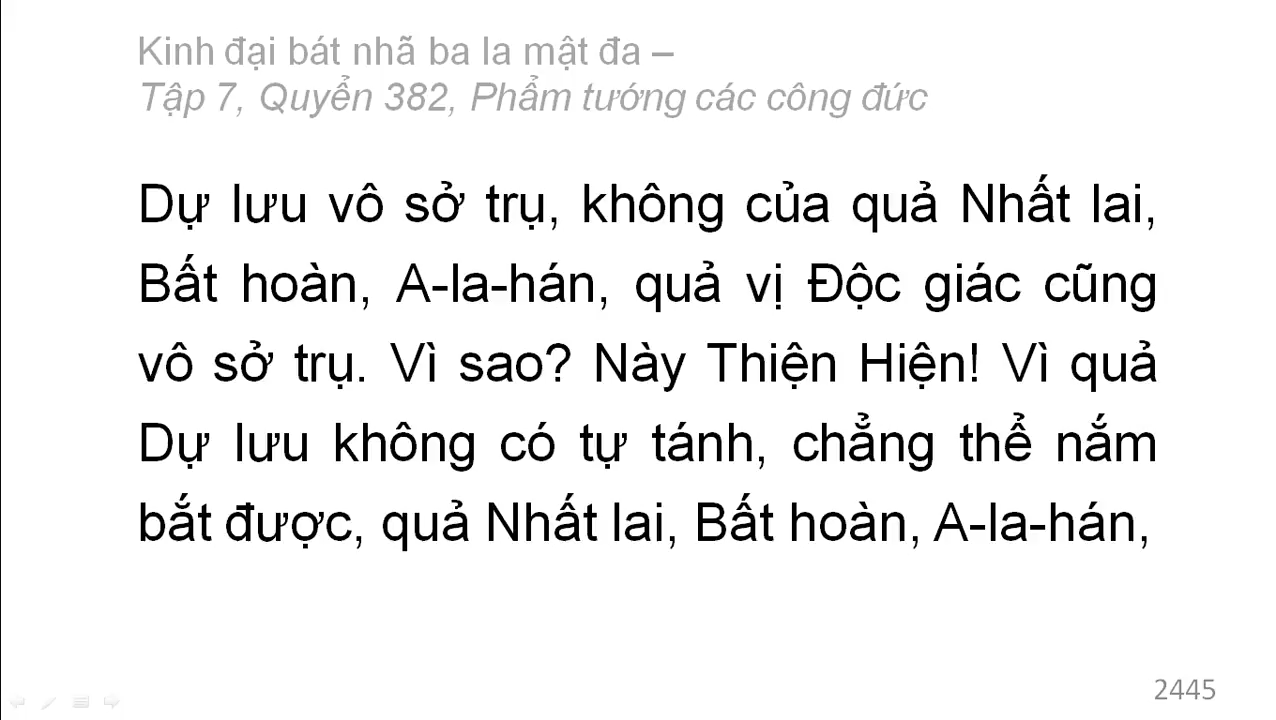 Kinh đại bát nhã ba la mật đa –
Tập 7, Quyển 382, Phẩm tướng các công đức
Dự lưu vô sở trụ, không của quả Nhất lai,
Bất hoàn, A-la-hán, quả vị Độc giác cũng
vô sở trụ. Vì sao? Này Thiện Hiện! Vì quả
Dự lưu không có tự tánh, chẳng thể nắm
bắt được, quả Nhất lai, Bất hoàn, A-la-hán,
2445